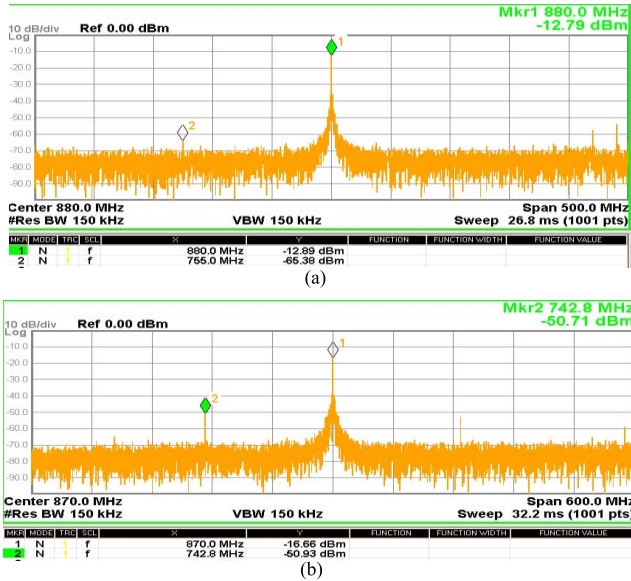 Mkr1 880.0 MHz
10 dB/div Ref 0.00 dBm -12.79 dBm
Log
1
-10.0
-20.0
-30.0
-40.0
-50.0
2
-60.0
-70.0
-80.0
-90.0
Center 880.0 MHz Span 500.0 MHz
#Res BW 150 kHz VBW 150 kHz Sweep 26.8 ms (1001 pts)
MKR MODE TRC SCL X Y FUNCTION FUNCTION WIDTH FUNCTION VALUE
1 N 1 f 880.0 MHz -12.89 dBm
2 N 1 f 755.0 MHz -65.38 dBm
(a)
Mkr2 742.8 MHz
10 dB/div Ref 0.00 dBm -50.71 dBm
Log
1
-10.0
-20.0
-30.0
-40.0
2
-50.0
-60.0
-70.0
-80.0
-90.0
Center 870.0 MHz Span 600.0 MHz
#Res BW 150 kHz VBW 150 kHz Sweep 32.2 ms (1001 pts)
MKR MODE TRC SCL X Y FUNCTION FUNCTION WIDTH FUNCTION VALUE
1 N 1 f 870.0 MHz -16.66 dBm
2 N 1 f 742.8 MHz -50.93 dBm
(b)